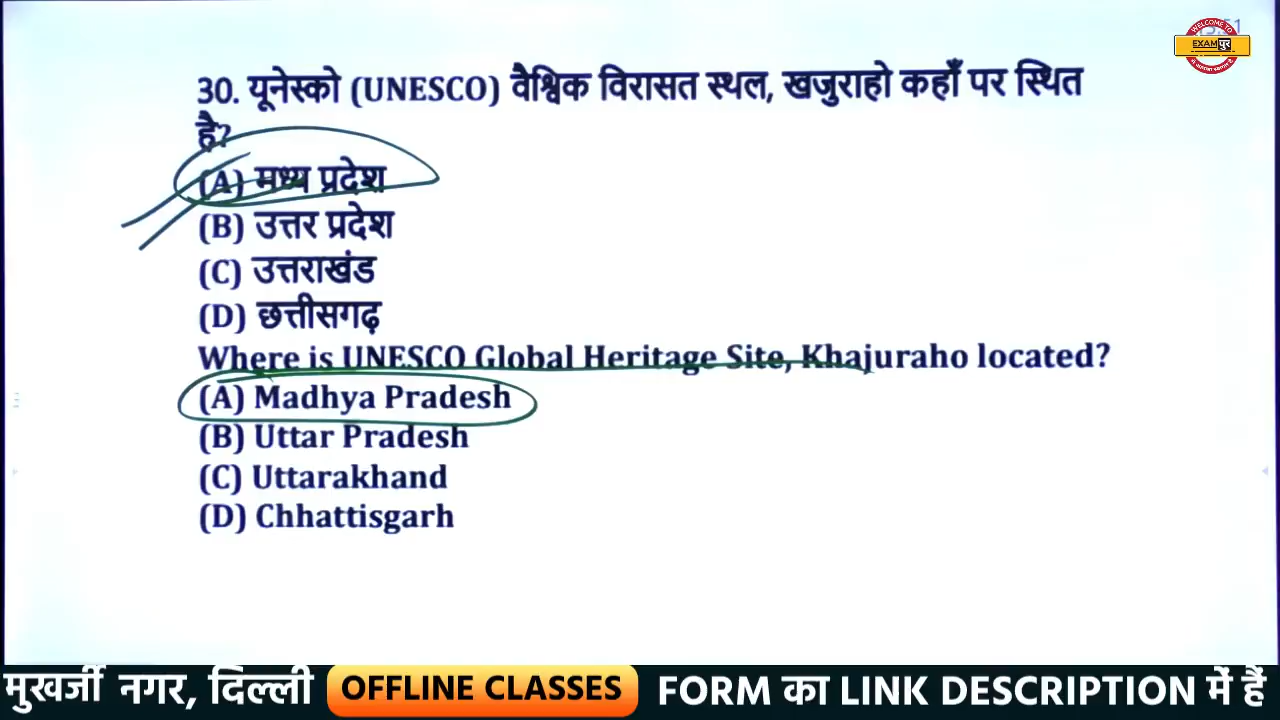 WELCOME TO
EXAMपुर
30. यूनेस्को (UNESCO) वैश्विक विरासत स्थल, खजुराहो कहाँ पर स्थित
है?
(A) मध्य प्रदेश
(B) उत्तर प्रदेश
(C) उत्तराखंड
(D) छत्तीसगढ़
Where is UNESCO Global Heritage Site, Khajuraho located?
(A) Madhya Pradesh
(B) Uttar Pradesh
(C) Uttarakhand
(D) Chhattisgarh
मुखर्जी नगर, दिल्ली OFFLINE CLASSES FORM का LINK DESCRIPTION में हैं